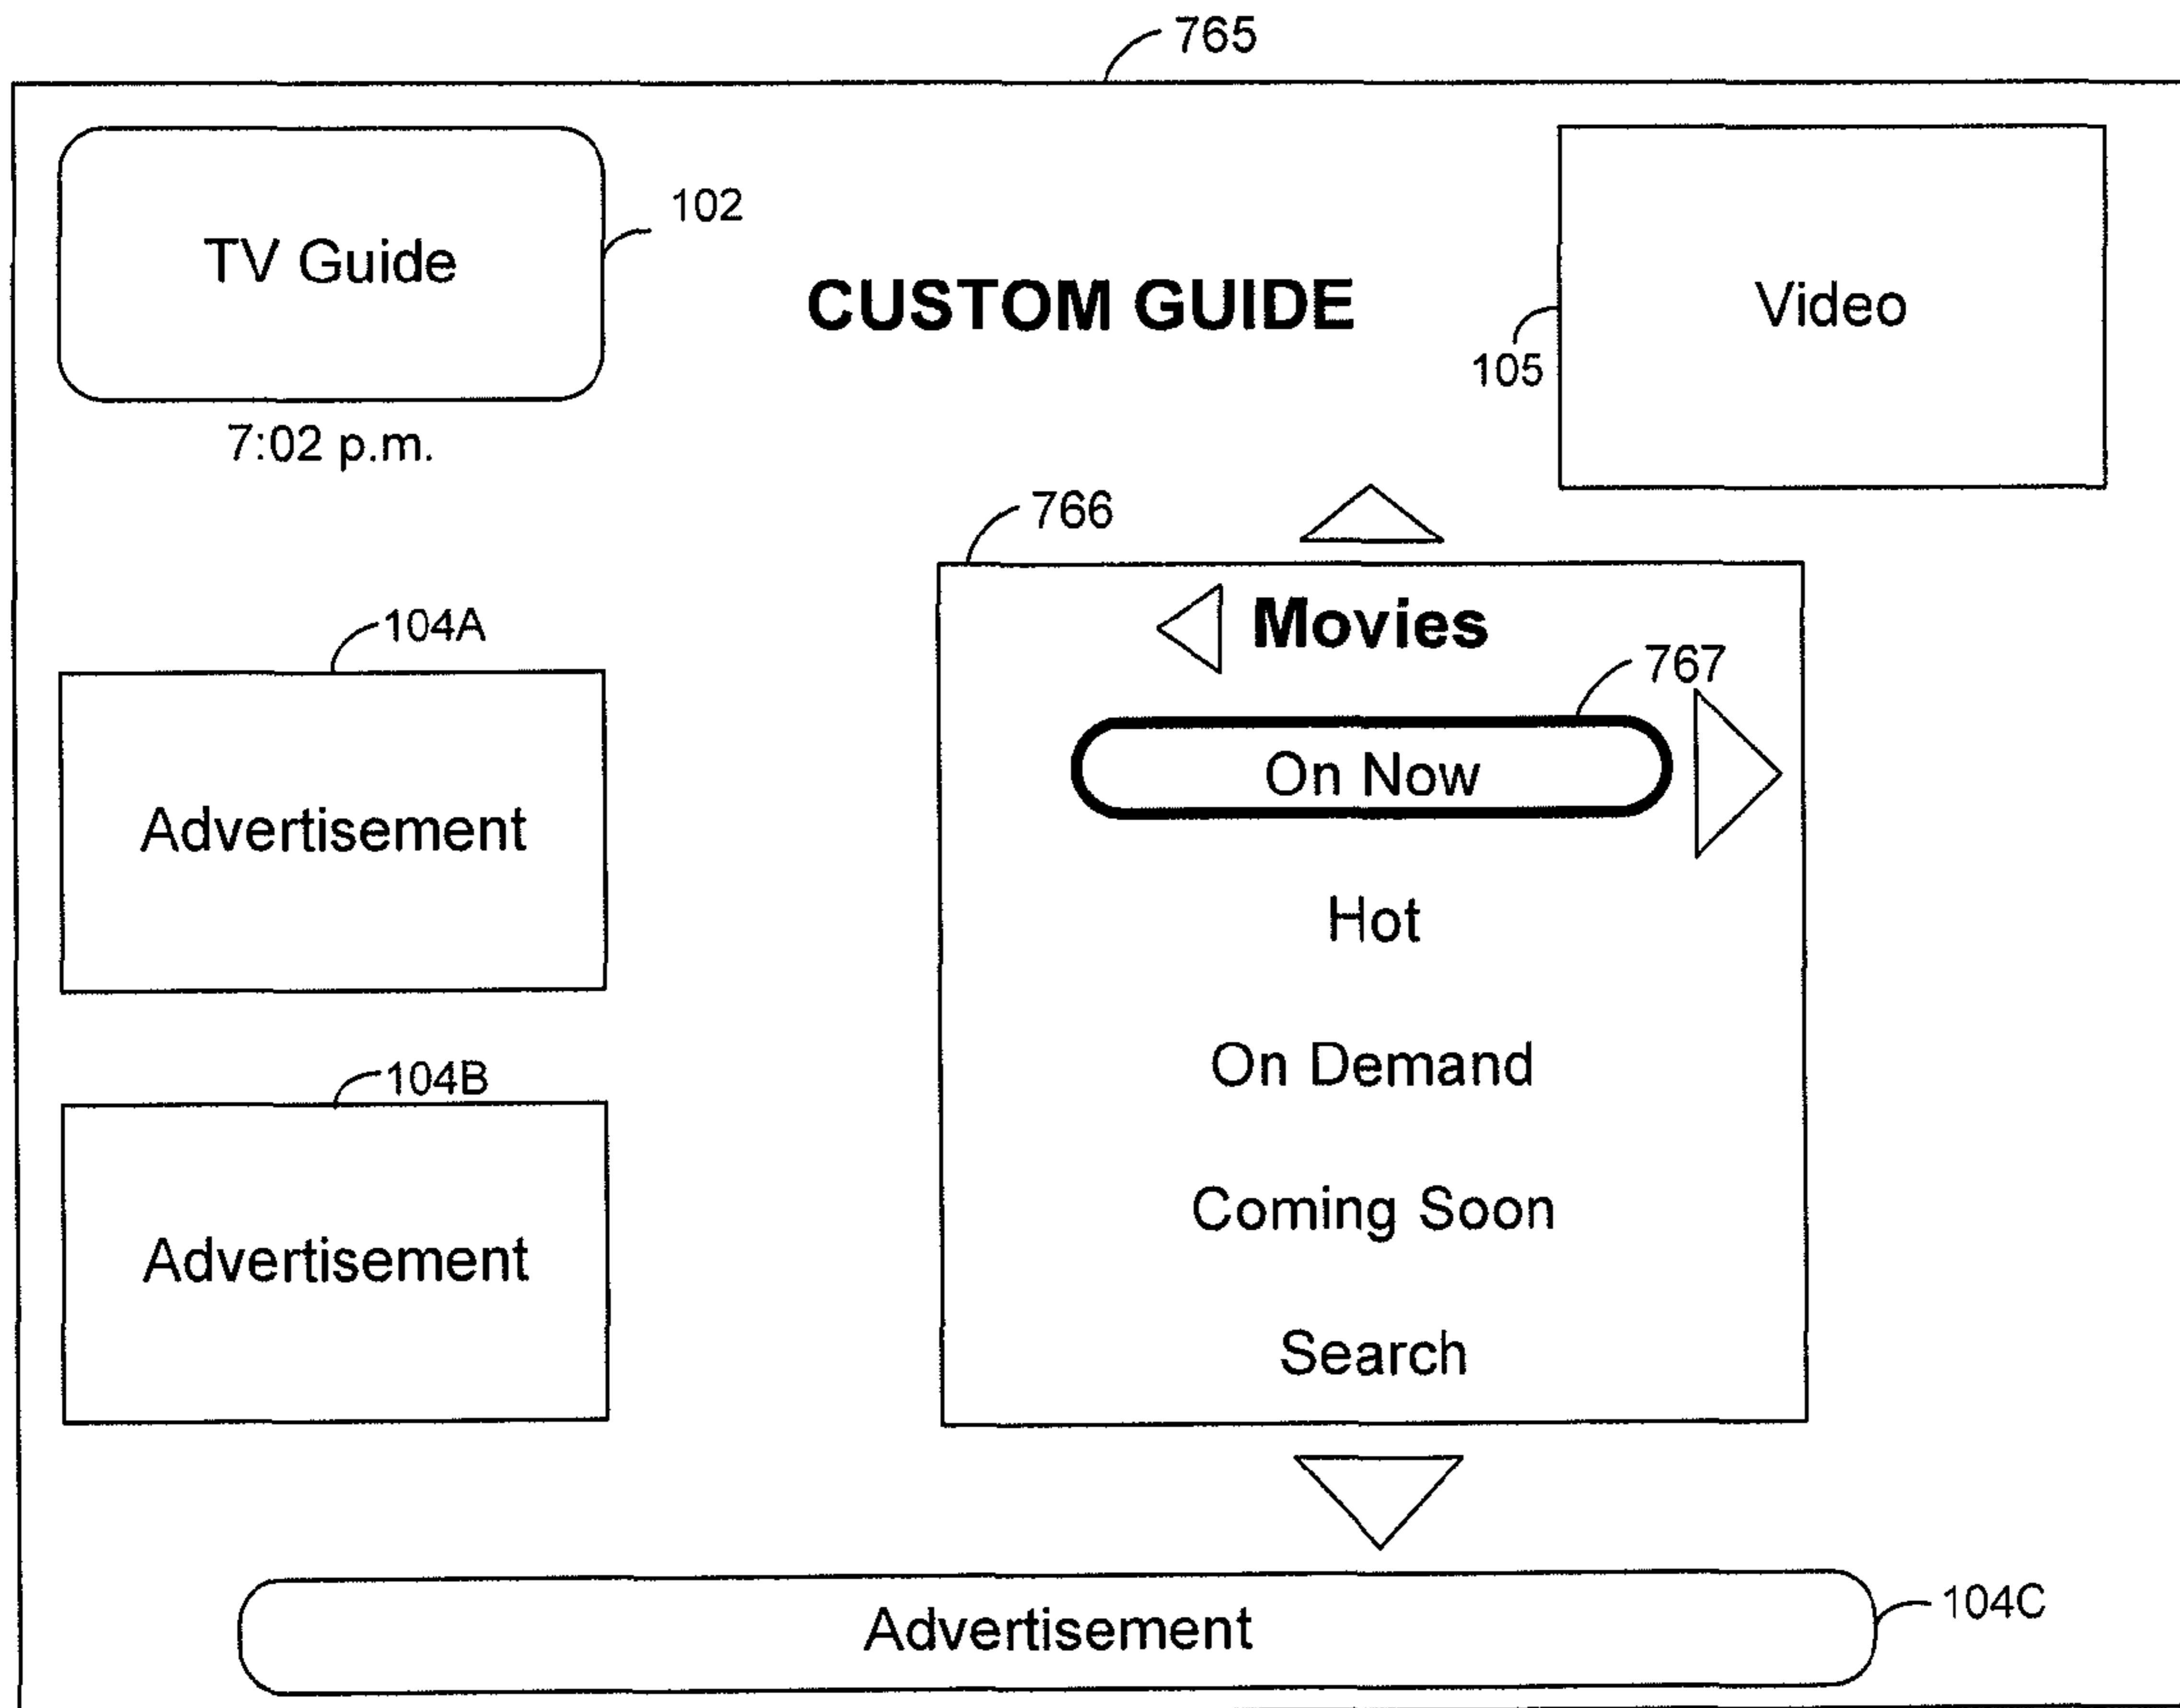 765
TV Guide
102
CUSTOM GUIDE
Video
105
7:02 p.m.
766
Movies
767
On Now
104A
Advertisement
Hot
On Demand
104B
Coming Soon
Advertisement
Search
Advertisement
104C